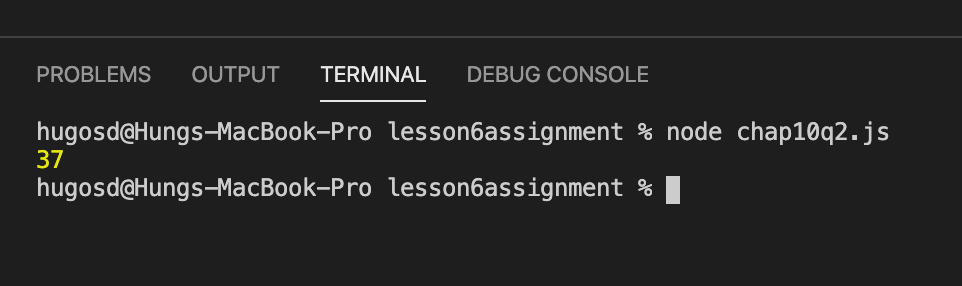 PROBLEMS OUTPUT TERMINAL DEBUG CONSOLE
hugosd@Hungs-MacBook-Pro lesson6assignment % node chap10q2.js
37
hugosd@Hungs-MacBook-Pro lesson6assignment %